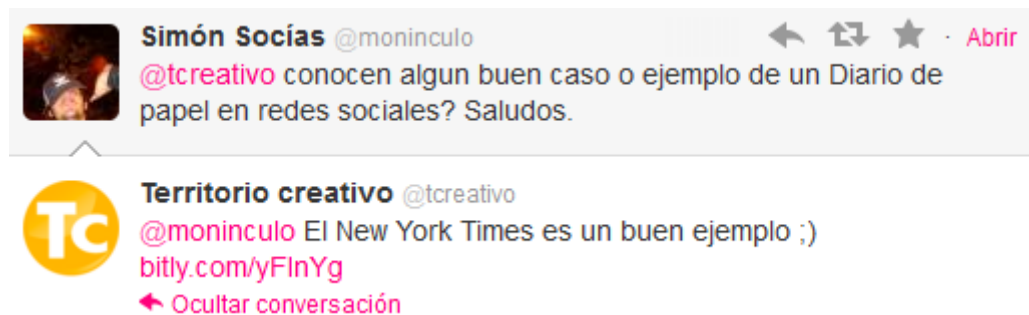 Simón Socías @moninculo · Abrir
@tcreativo conocen algun buen caso o ejemplo de un Diario de
papel en redes sociales? Saludos.
Territorio creativo @tcreativo
Tc
@moninculo El New York Times es un buen ejemplo ;)
bitly.com/yFlnYg
Ocultar conversación